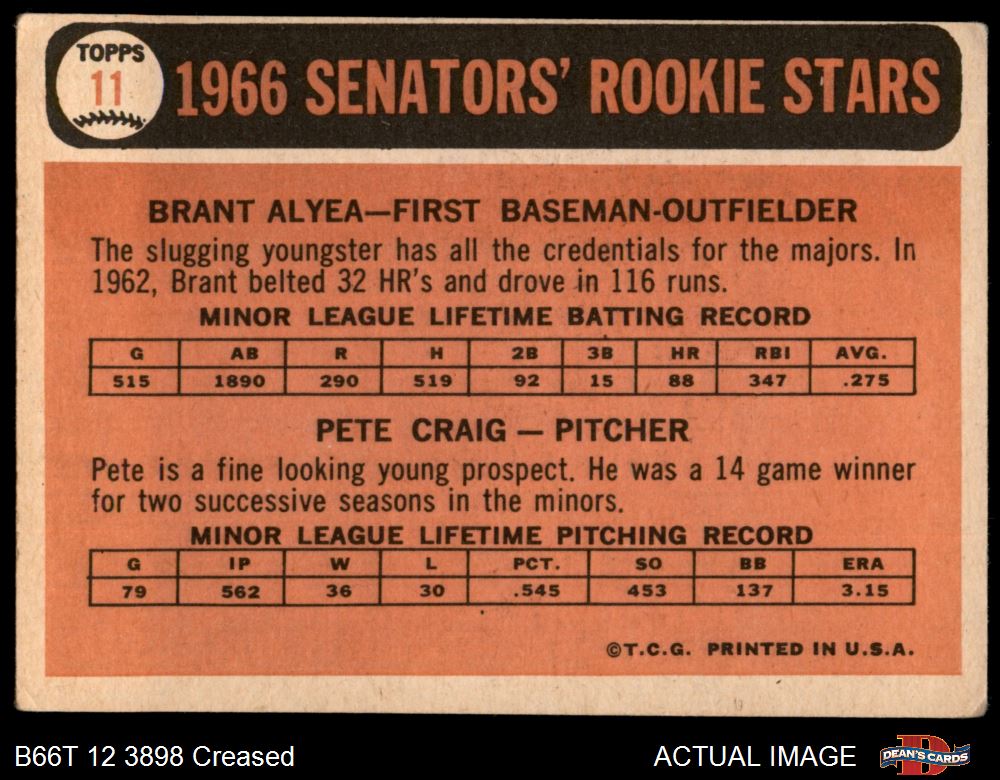 TOPPS
11
1966 SENATORS' ROOKIE STARS
BRANT ALYEA—FIRST BASEMAN-OUTFIELDER
The slugging youngster has all the credentials for the majors. In
1962, Brant belted 32 HR's and drove in 116 runs.
MINOR LEAGUE LIFETIME BATTING RECORD
G AB R H 2B 3B HR RBI AVG.
515 1890 290 519 92 15 88 347 .275
PETE CRAIG — PITCHER
Pete is a fine looking young prospect. He was a 14 game winner
for two successive seasons in the minors.
MINOR LEAGUE LIFETIME PITCHING RECORD
G IP W L PCT. SO BB ERA
79 562 36 30 .545 453 137 3.15
©T.C.G. PRINTED IN U.S.A.
B66T 12 3898 Creased
ACTUAL IMAGE
D
DEAN'S CARDS